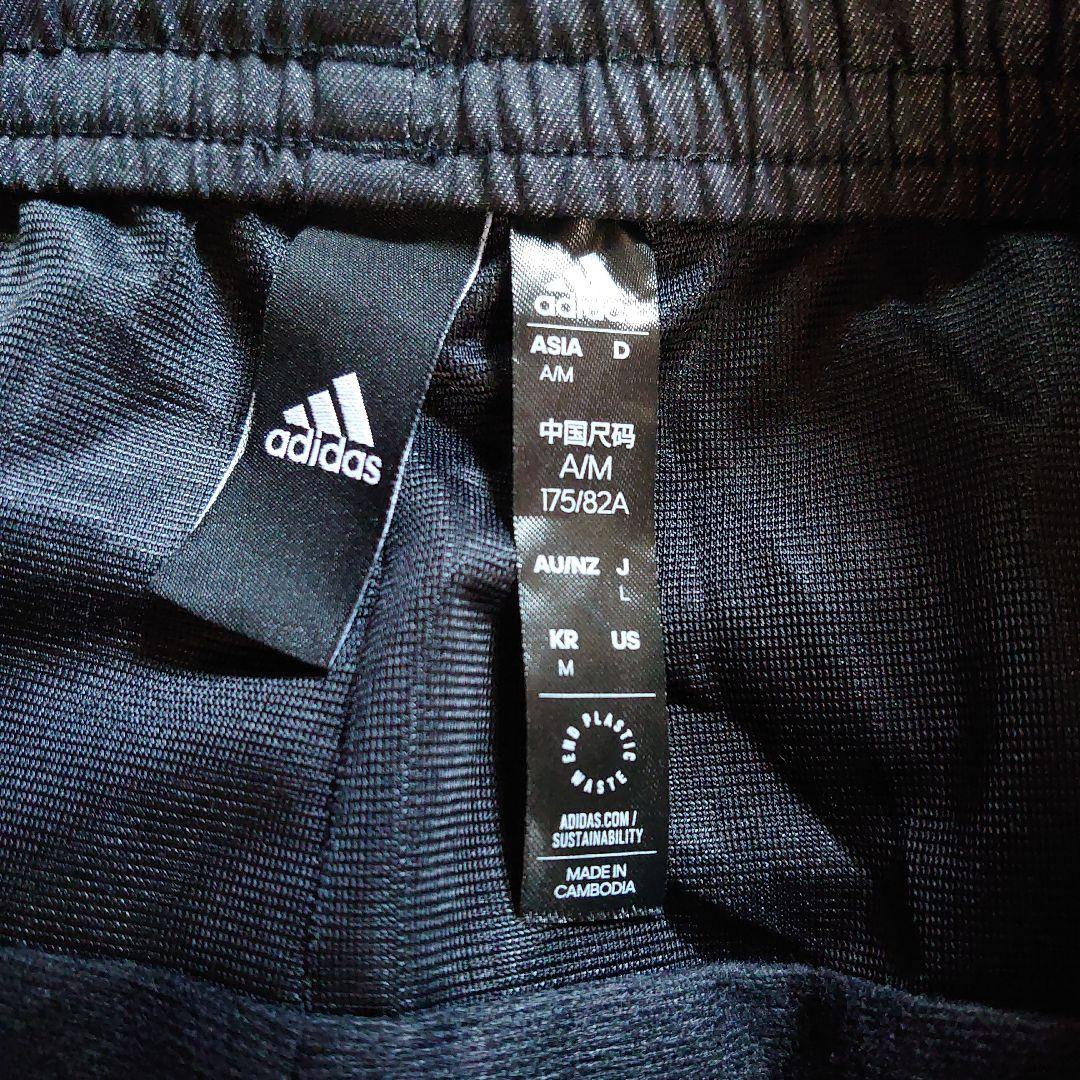 adidas
adidas
ASIA D
A/M
中国尺码
A/M
175/82A
AU/NZ J
L
KR US
M
END PLASTIC WASTE
ADIDAS.COM/
SUSTAINABILITY
MADE IN
CAMBODIA